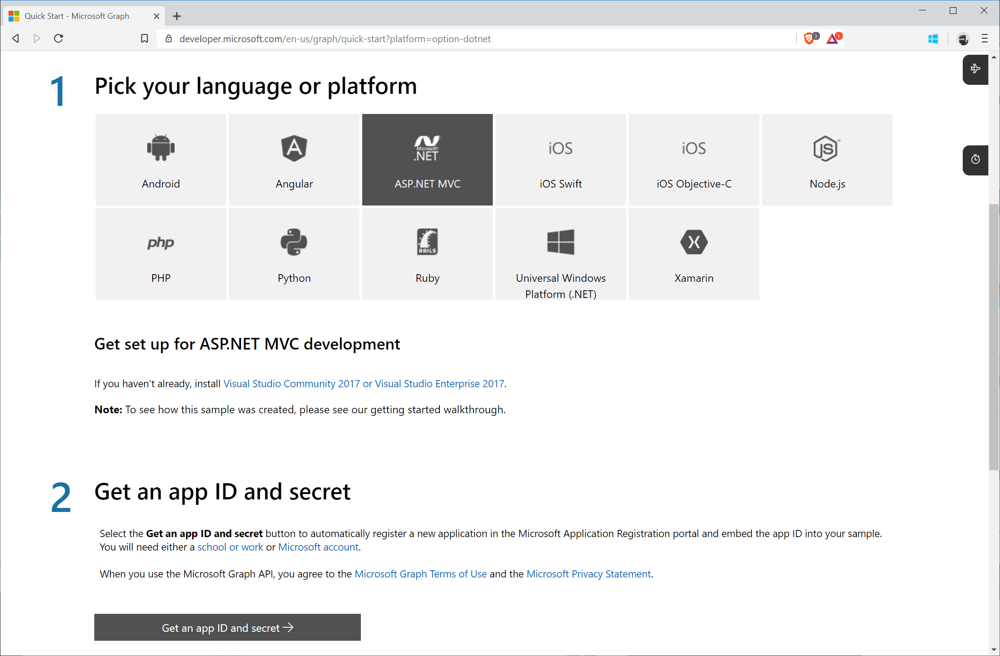 Quick Start - Microsoft Graph
developer.microsoft.com/en-us/graph/quick-start?platform=option-dotnet
3
1
1
Pick your language or platform
Microsoft
.NET
iOS
iOS
JS
™
Android
Angular
ASP.NET MVC
iOS Swift
iOS Objective-C
Node.js
php
RAILS
X
PHP
Python
Ruby
Universal Windows
Platform (.NET)
Xamarin
Get set up for ASP.NET MVC development
If you haven't already, install Visual Studio Community 2017 or Visual Studio Enterprise 2017.
Note: To see how this sample was created, please see our getting started walkthrough.
2
Get an app ID and secret
Select the Get an app ID and secret button to automatically register a new application in the Microsoft Application Registration portal and embed the app ID into your sample.
You will need either a school or work or Microsoft account.
When you use the Microsoft Graph API, you agree to the Microsoft Graph Terms of Use and the Microsoft Privacy Statement.
Get an app ID and secret